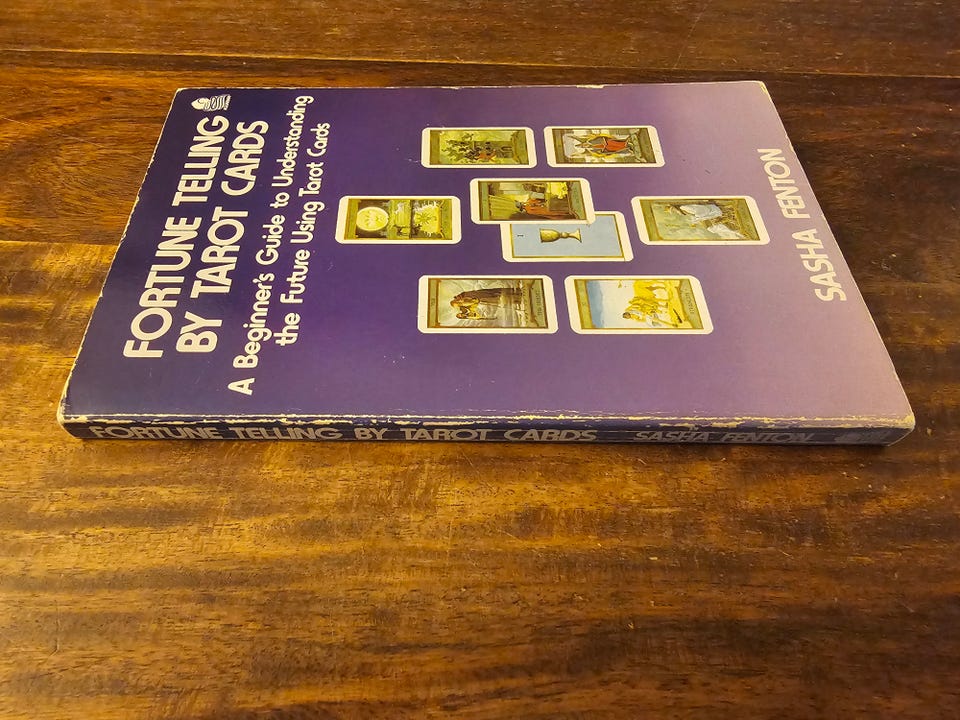 FORTUNE TELLING
BY TAROT CARDS
A Beginner's Guide to Understanding
the Future Using Tarot Cards
SASHA FENTON
FORTUNE TELLING BY TAROT CARDS SASHA FENTON